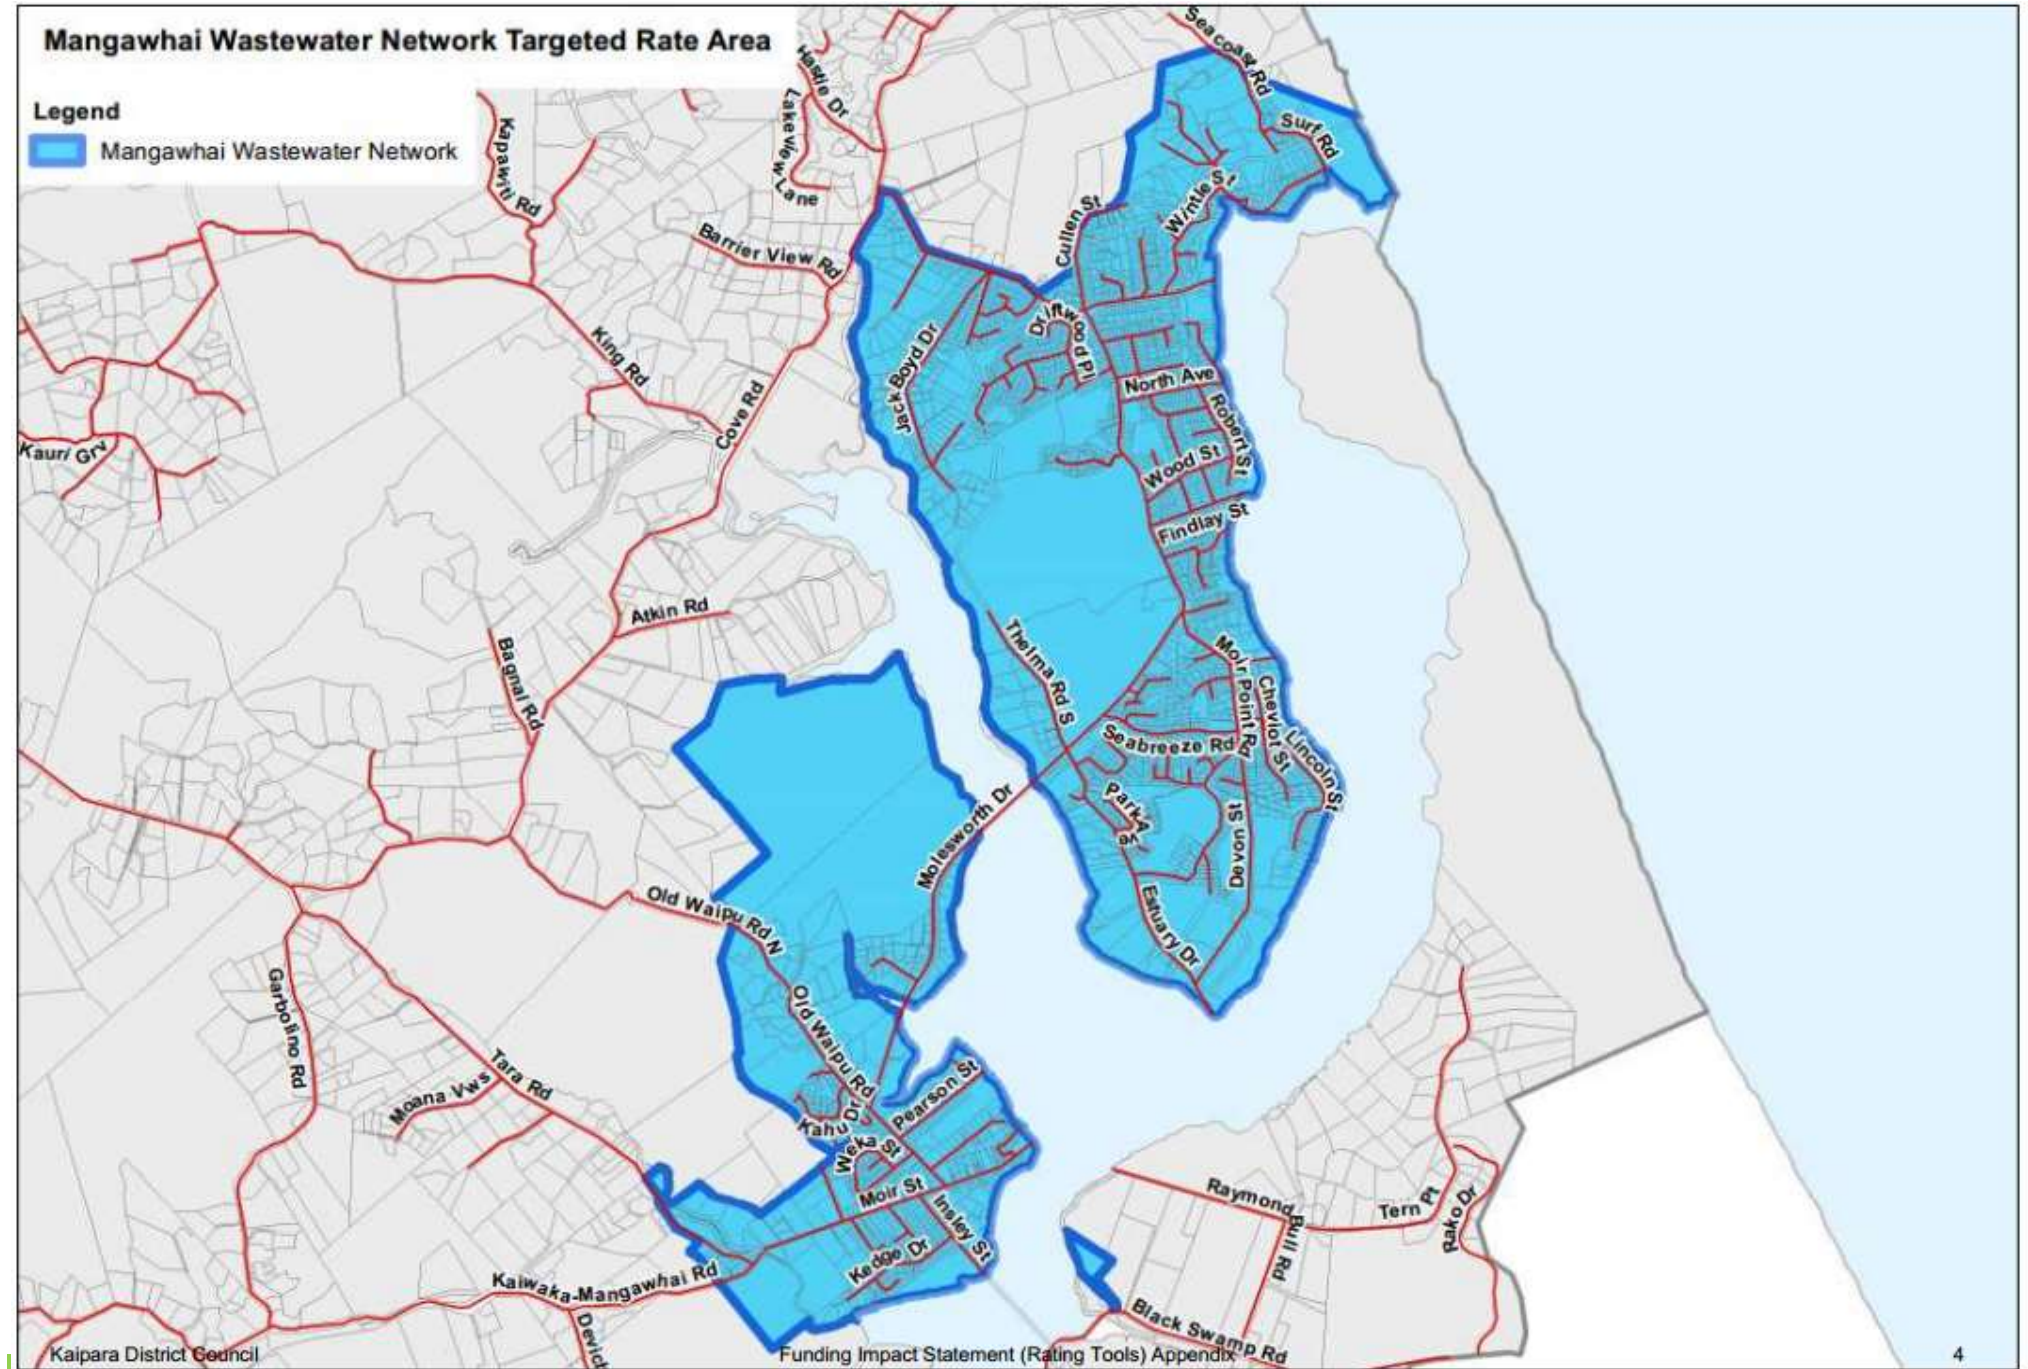 Mangawhai Wastewater Network Targeted Rate Area
Legend
Mangawhai Wastewater Network
Seacoast Rd
Hastie Dr
Lakeview Lane
Kapawiti Rd
Surf Rd
Wintle St
Cullen St
Barrier View Rd
Driftwood Pl
Jack Boyd Dr
King Rd
North Ave
Cove Rd
Robert St
Kauri Grv
Wood St
Findlay St
Atkin Rd
Thelma Rd S
Bagnal Rd
Moir Point Rd
Cheviot St
Lincoln St
Seabreeze Rd
Park Ave
Molesworth Dr
Devon St
Old Waipu Rd N
Estuary Dr
Garbolino Rd
Old Waipu Rd
Tara Rd
Moana Vws
Pearson St
Kahu Dr
Weka St
Moir St
Insley St
Raymond Bull Rd
Tern Pt
Rako Dr
Kedge Dr
Kaiwaka-Mangawhai Rd
Black Swamp Rd
Devich
Kaipara District Council
Funding Impact Statement (Rating Tools) Appendix
4